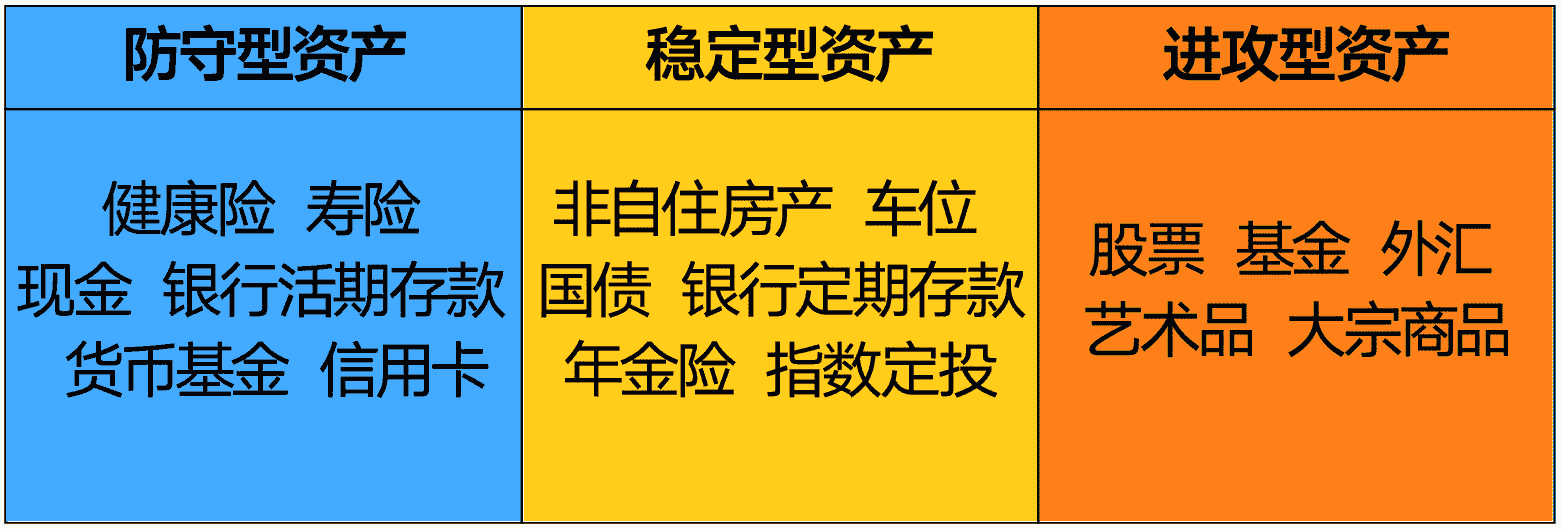 防守型资产
稳定型资产
进攻型资产
健康险 寿险
现金 银行活期存款
货币基金 信用卡
非自住房产 车位
国债 银行定期存款
年金险 指数定投
股票 基金 外汇
艺术品 大宗商品